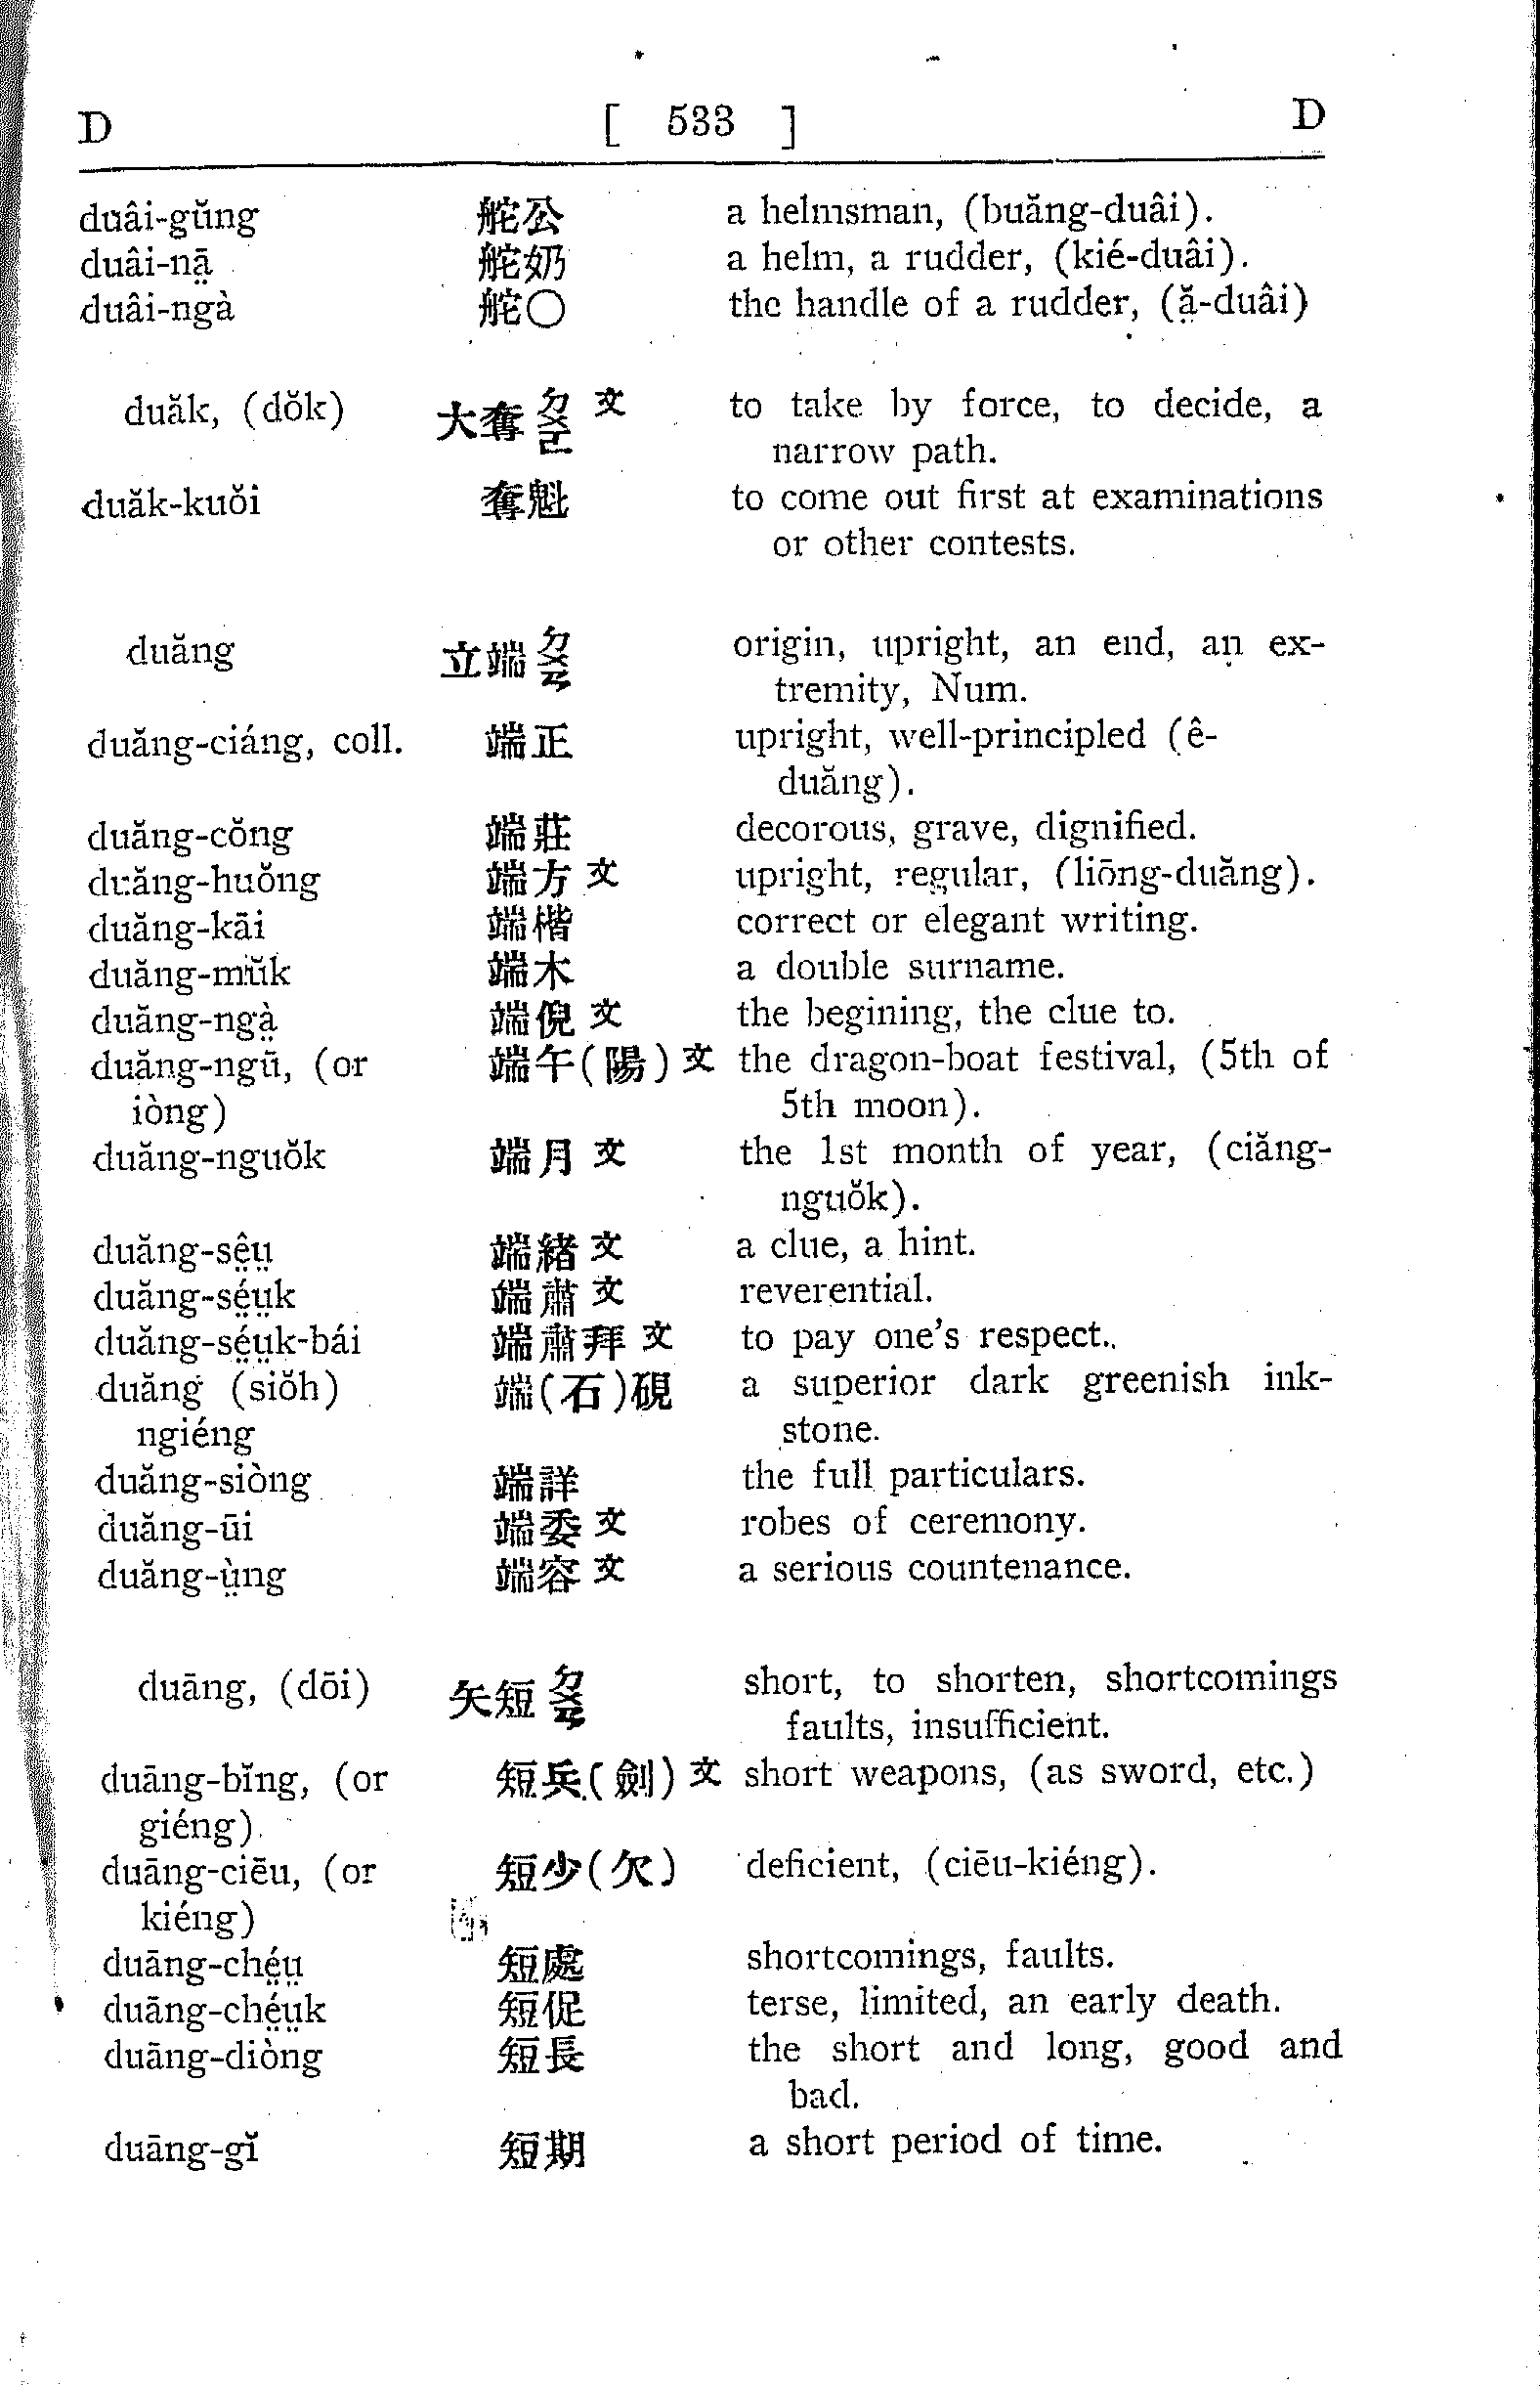 D [ 533 ] D
duâi-gŭng 舵公 a helmsman, (buăng-duâi).
duâi-nā̤ 舵奶 a helm, a rudder, (kié-duâi).
duâi-ngà 舵〇 the handle of a rudder, (ă̤-duâi)
duăk, (dŏk) 大奪ㄉㄨㄛ 文 to take by force, to decide, a
narrow path.
duăk-kuŏi 奪魁 to come out first at examinations
or other contests.
duăng 立端ㄉㄨㄢ origin, upright, an end, an ex-
tremity, Num.
duăng-ciáng, coll. 端正 upright, well-principled (ê-
duăng).
duăng-cŏng 端莊 decorous, grave, dignified.
duăng-huŏng 端方文 upright, regular, (liōng-duăng).
duăng-kāi 端楷 correct or elegant writing.
duăng-mŭk 端木 a double surname.
duăng-ngà̤ 端倪文 the begining, the clue to.
duăng-ngū, (or 端午(陽)文 the dragon-boat festival, (5th of
iòng) 5th moon).
duăng-nguŏk 端月文 the 1st month of year, (ciăng-
nguŏk).
duăng-sê̤ṳ 端緒文 a clue, a hint.
duăng-sé̤ṳk 端肅文 reverential.
duăng-sé̤ṳk-bái 端肅拜文 to pay one's respect.
duăng (siŏh) 端(石)硯 a superior dark greenish ink-
ngiéng stone.
duăng-siòng 端詳 the full particulars.
duăng-ūi 端委文 robes of ceremony.
duăng-ṳ̀ng 端容文 a serious countenance.
duāng, (dōi) 矢短ㄉㄨㄢ short, to shorten, shortcomings
faults, insufficient.
duāng-bĭng, (or 短兵(劍)文 short weapons, (as sword, etc.)
giéng)
duāng-ciēu, (or 短少(欠) deficient, (ciēu-kiéng).
kiéng)
duāng-ché̤ṳ 短處 shortcomings, faults.
duāng-ché̤ṳk 短促 terse, limited, an early death.
duāng-diòng 短長 the short and long, good and
bad.
duāng-gĭ 短期 a short period of time.